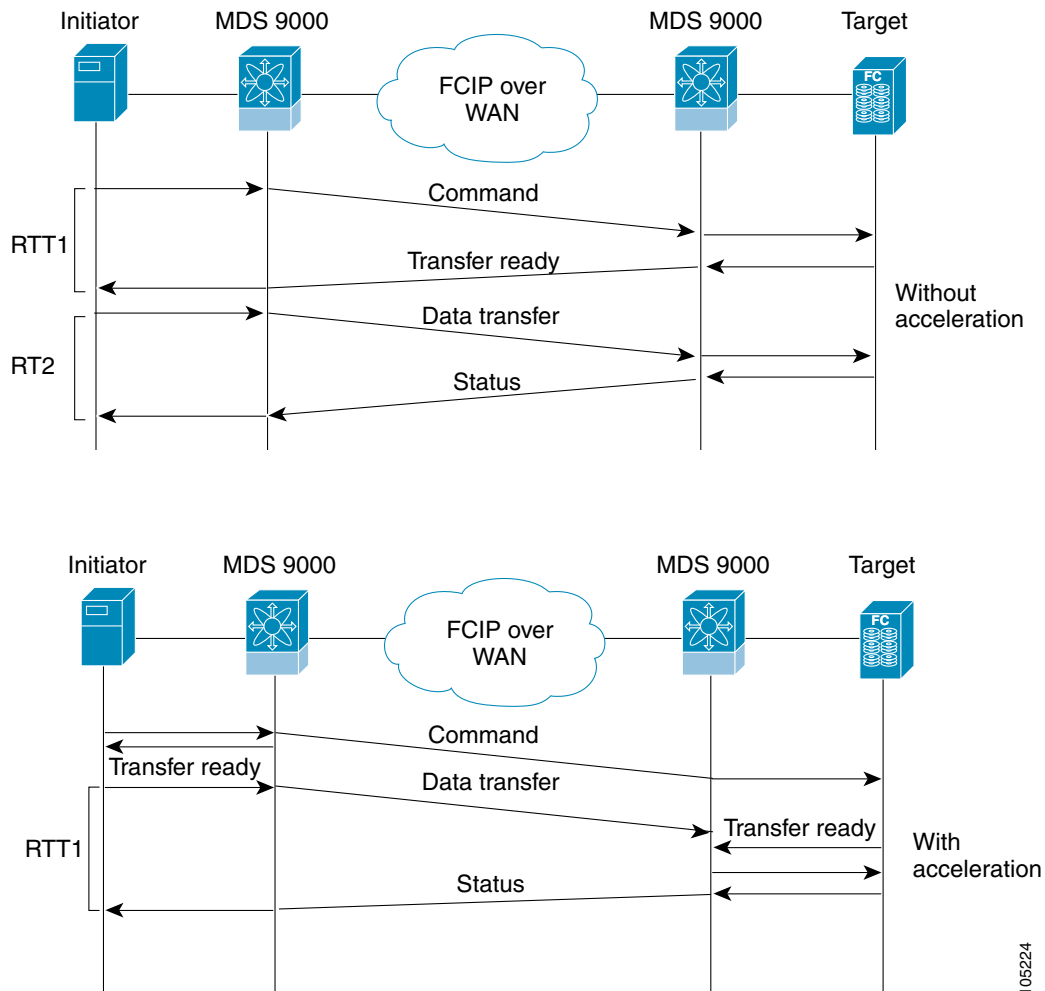 Initiator
MDS 9000
MDS 9000
Target
FCIP over
WAN
FC
Command
RTT1
Transfer ready
Without
acceleration
Data transfer
RT2
Status
Initiator
MDS 9000
MDS 9000
Target
FCIP over
WAN
FC
Command
Transfer ready
Data transfer
Transfer ready
RTT1
With
acceleration
Status
105224